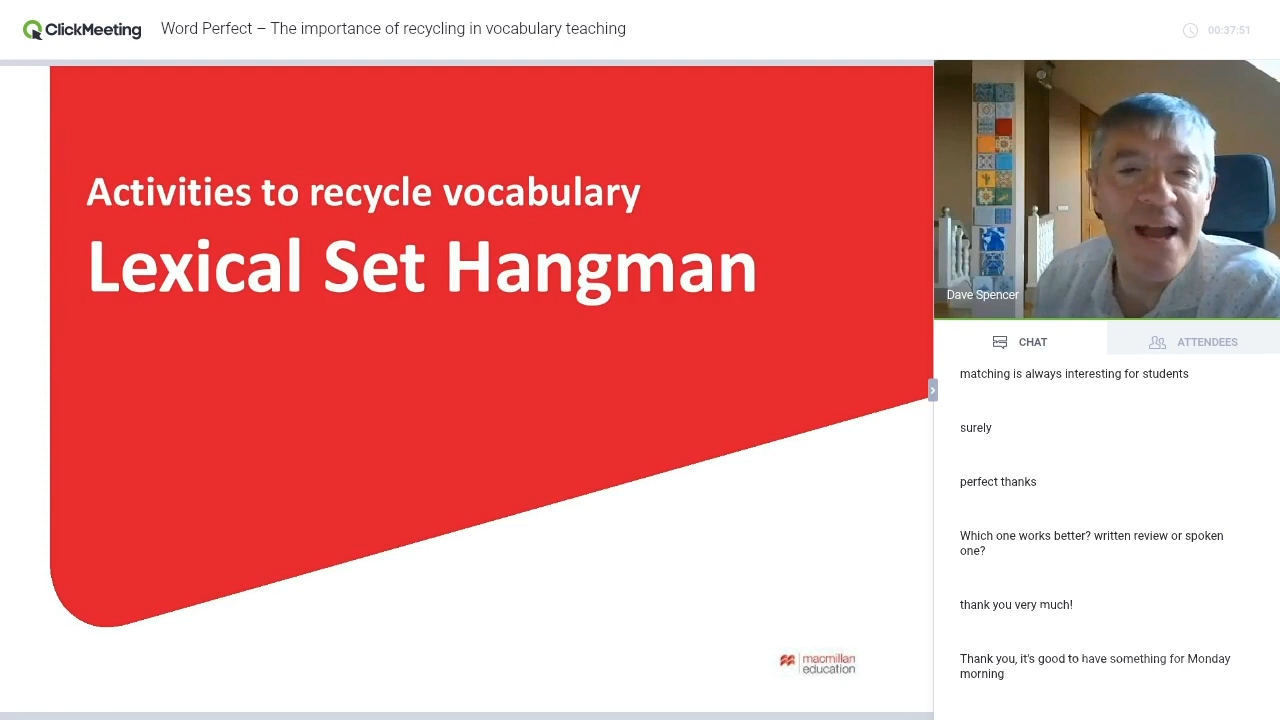 ClickMeeting
Word Perfect – The importance of recycling in vocabulary teaching
00:37:51
Activities to recycle vocabulary
Lexical Set Hangman
macmillan
education
Dave Spencer
CHAT
ATTENDEES
matching is always interesting for students
surely
perfect thanks
Which one works better? written review or spoken
one?
thank you very much!
Thank you, it's good to have something for Monday
morning